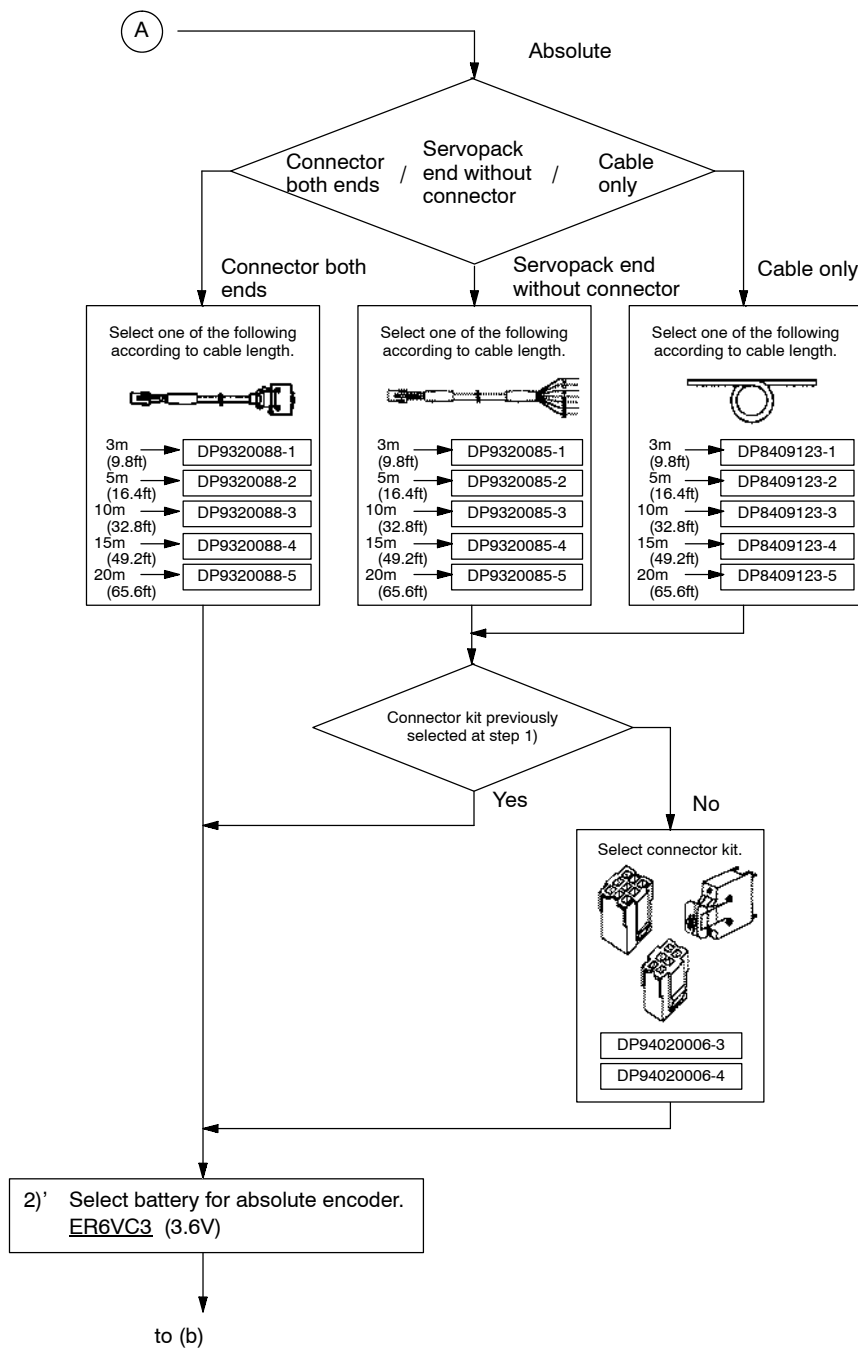 A
Absolute
Connector
both ends
/
Servopack
end without
connector
/
Cable
only
Connector both
ends
Servopack end
without connector
Cable only
Select one of the following
according to cable length.
3m
(9.8ft)
DP9320088-1
5m
(16.4ft)
DP9320088-2
10m
(32.8ft)
DP9320088-3
15m
(49.2ft)
DP9320088-4
20m
(65.6ft)
DP9320088-5
Select one of the following
according to cable length.
3m
(9.8ft)
DP9320085-1
5m
(16.4ft)
DP9320085-2
10m
(32.8ft)
DP9320085-3
15m
(49.2ft)
DP9320085-4
20m
(65.6ft)
DP9320085-5
Select one of the following
according to cable length.
3m
(9.8ft)
DP8409123-1
5m
(16.4ft)
DP8409123-2
10m
(32.8ft)
DP8409123-3
15m
(49.2ft)
DP8409123-4
20m
(65.6ft)
DP8409123-5
Connector kit previously
selected at step 1)
Yes
No
Select connector kit.
DP94020006-3
DP94020006-4
2)’ Select battery for absolute encoder.
ER6VC3 (3.6V)
to (b)